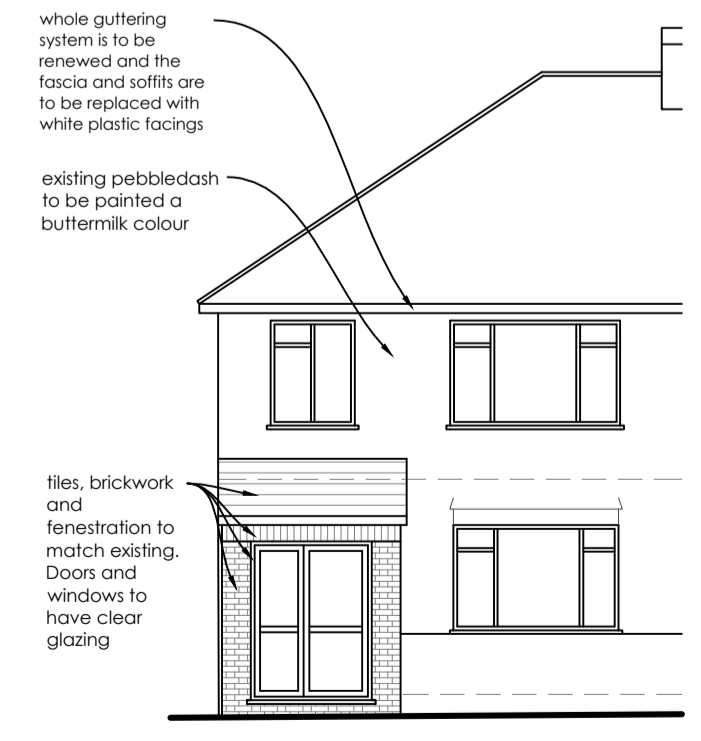 whole guttering
system is to be
renewed and the
fascia and soffits are
to be replaced with
white plastic facings
existing pebbledash
to be painted a
buttermilk colour
tiles, brickwork
and
fenestration to
match existing.
Doors and
windows to
have clear
glazing